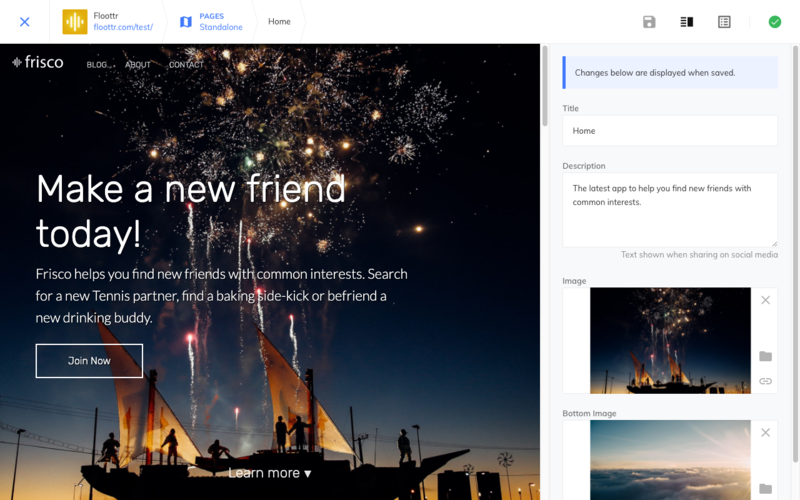 Floottr
floottr.com/test/
PAGES
Standalone
Home
frisco
BLOG
ABOUT
CONTACT
Make a new friend
today!
Frisco helps you find new friends with common interests. Search
for a new Tennis partner, find a baking side-kick or befriend a
new drinking buddy.
Join Now
Learn more ▾
Changes below are displayed when saved.
Title
Home
Description
The latest app to help you find new friends with
common interests.
Text shown when sharing on social media
Image
Bottom Image